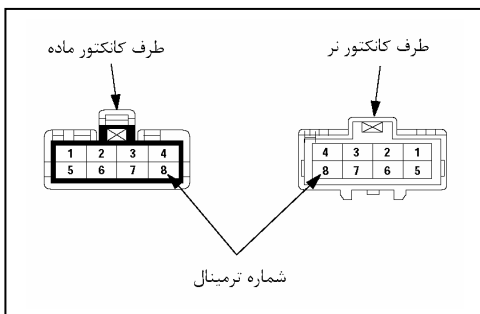 طرف کانکتور نر
طرف کانکتور ماده
1 2 3 4
5 6 7 8
4 3 2 1
8 7 6 5
شماره ترمینال